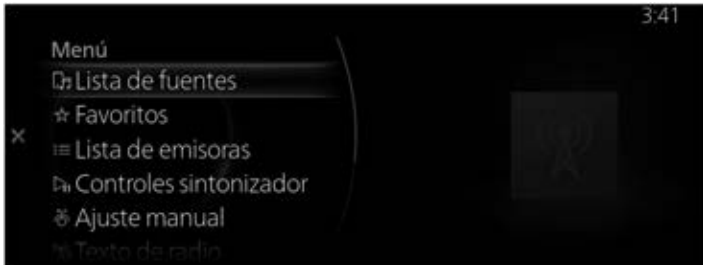 3:41
Menú
Lista de fuentes
Favoritos
Lista de emisoras
Controles sintonizador
Ajuste manual
Texto de radio